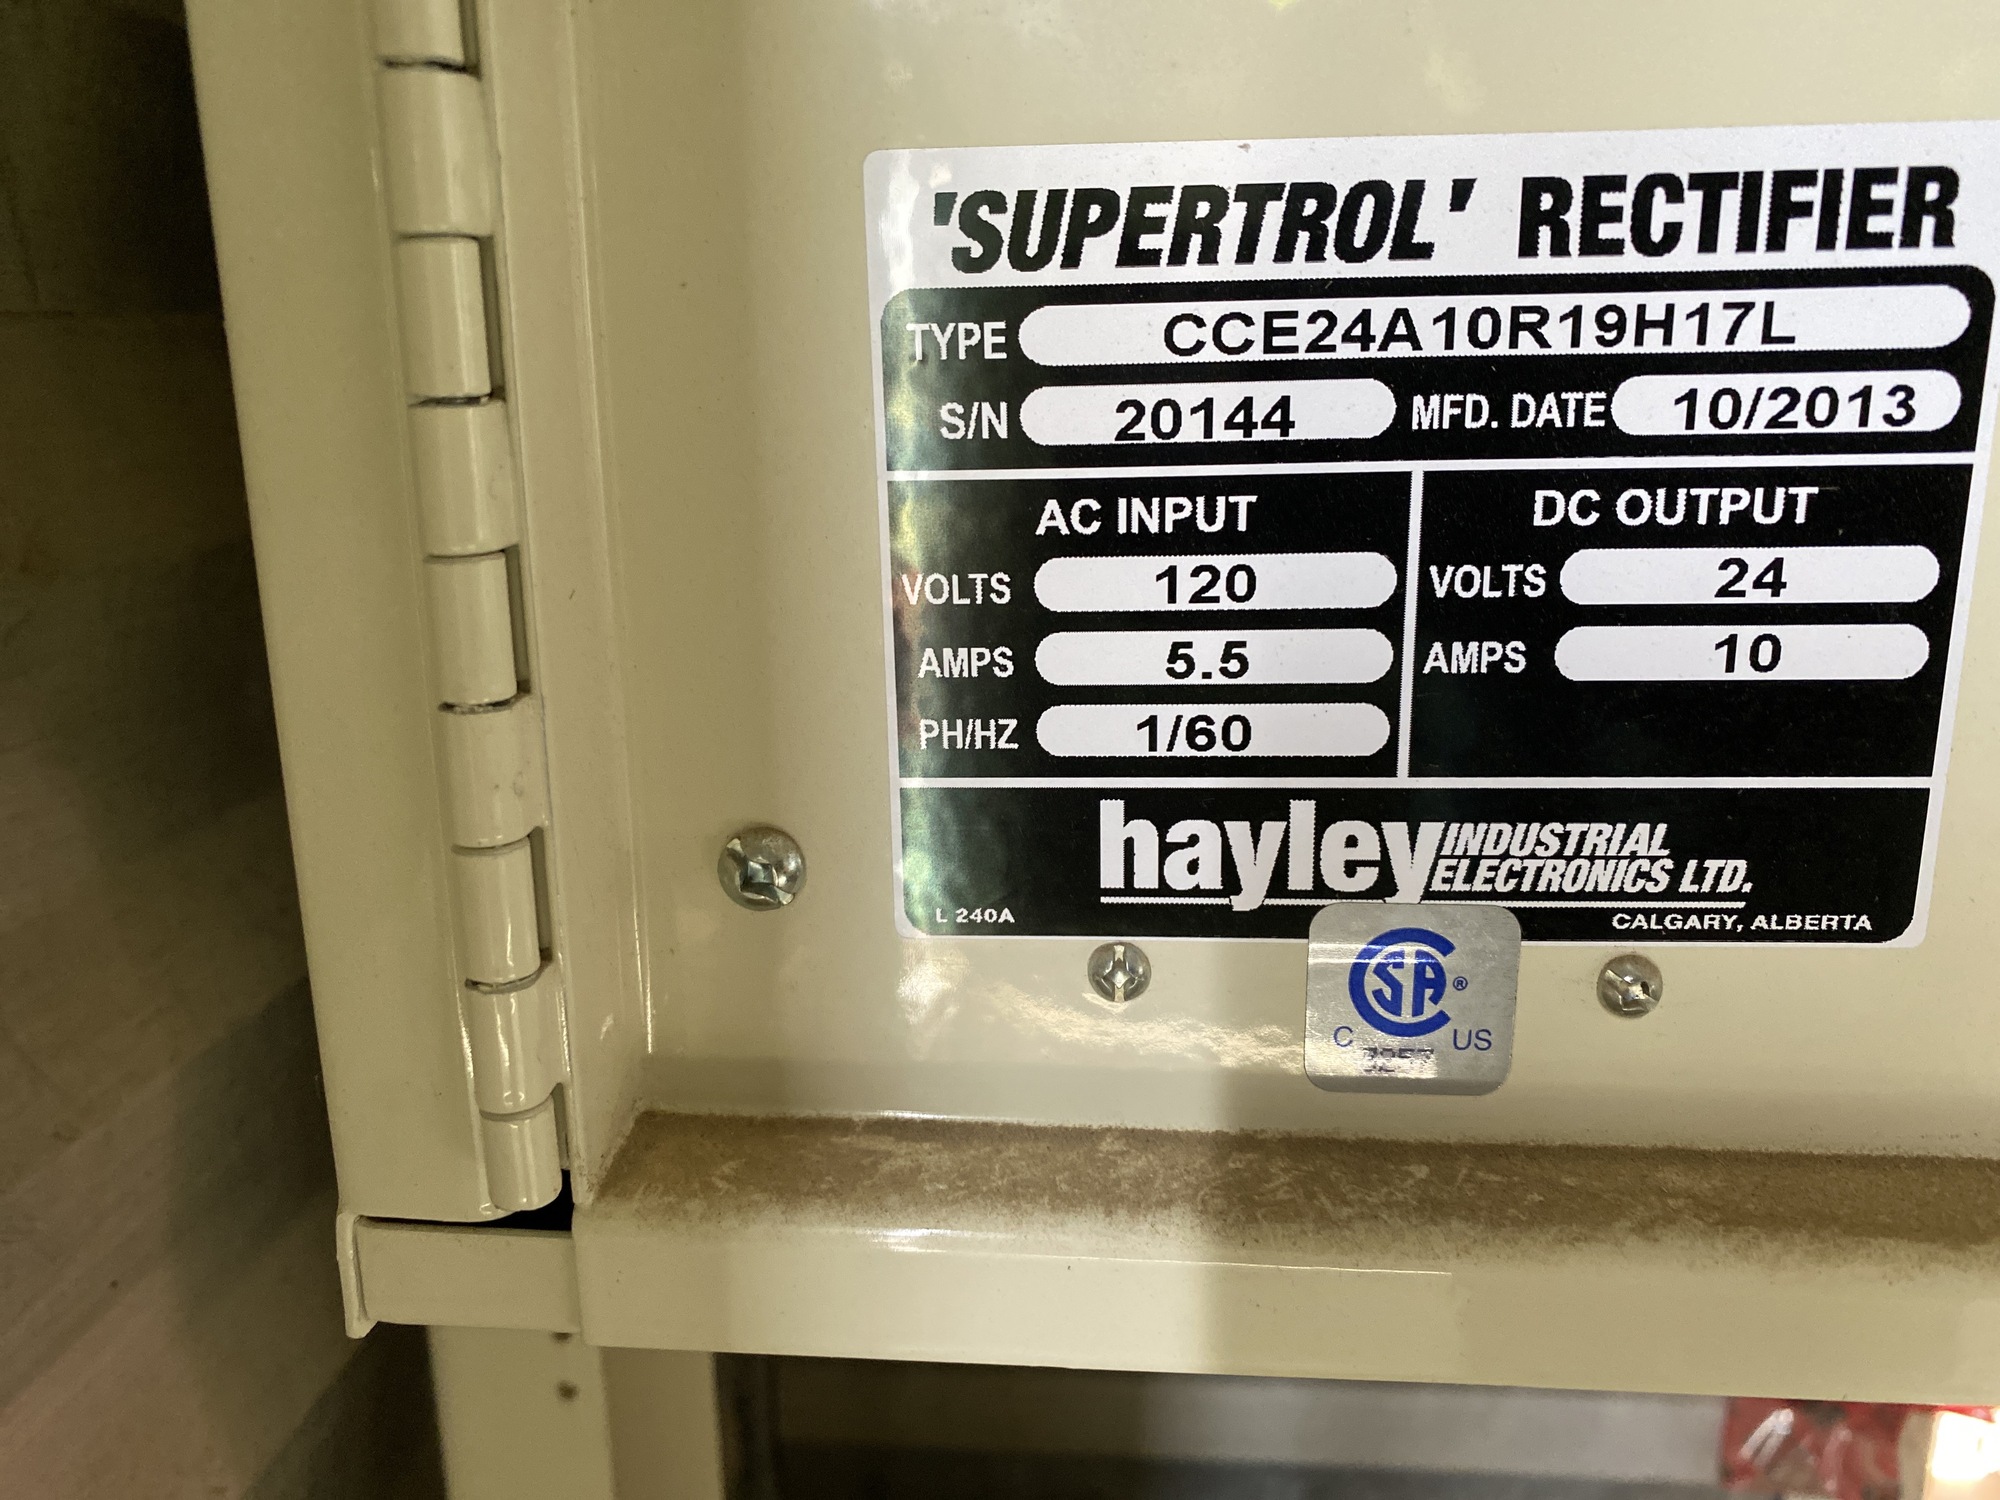 'SUPERTROL' RECTIFIER
TYPE CCE24A10R19H17L
S/N 20144 MFD. DATE 10/2013
AC INPUT
VOLTS 120
AMPS 5.5
PH/HZ 1/60
DC OUTPUT
VOLTS 24
AMPS 10
hayley INDUSTRIAL
ELECTRONICS LTD.
L 240A
CALGARY, ALBERTA
CSA®
C US